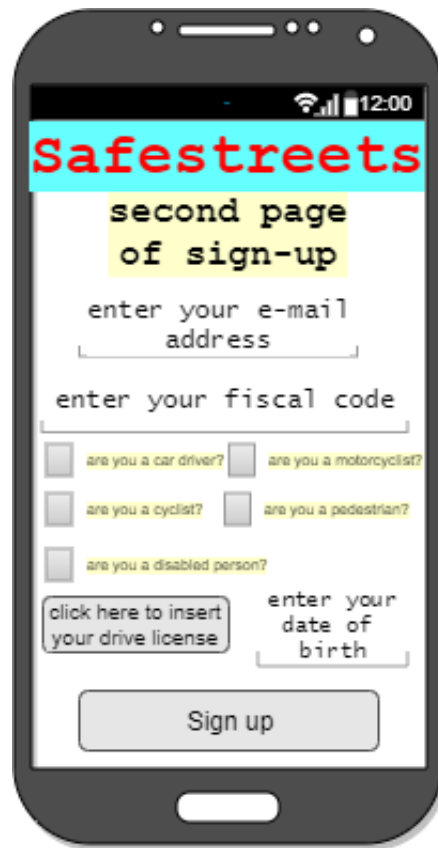 12:00
Safestreets
second page
of sign-up
enter your e-mail
address
enter your fiscal code
are you a car driver? are you a motorcyclist?
are you a cyclist? are you a pedestrian?
are you a disabled person?
click here to insert
your drive license
enter your
date of
birth
Sign up